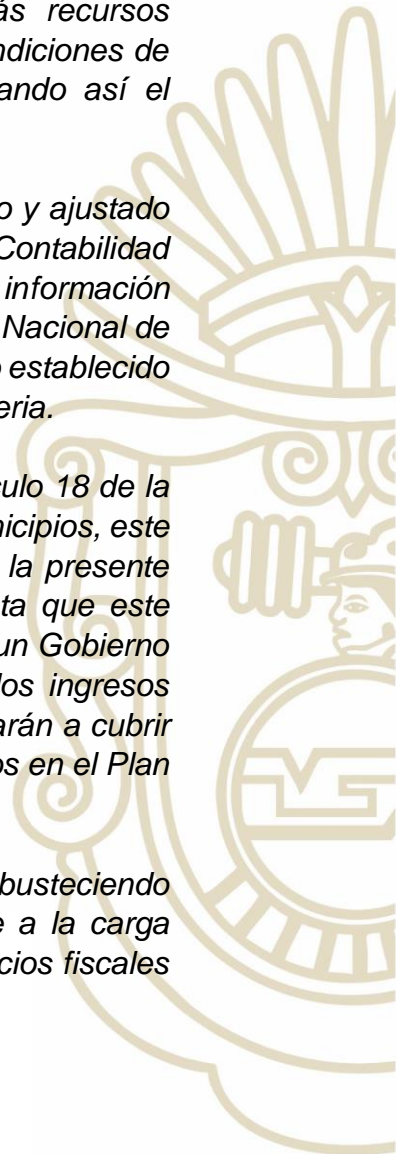 ás recursos
ndiciones de
ando así el
o y ajustado
Contabilidad
información
Nacional de
o establecido
eria.
culo 18 de la
nicipios, este
la presente
ta que este
un Gobierno
los ingresos
arán a cubrir
os en el Plan
busteciendo
e a la carga
cios fiscales